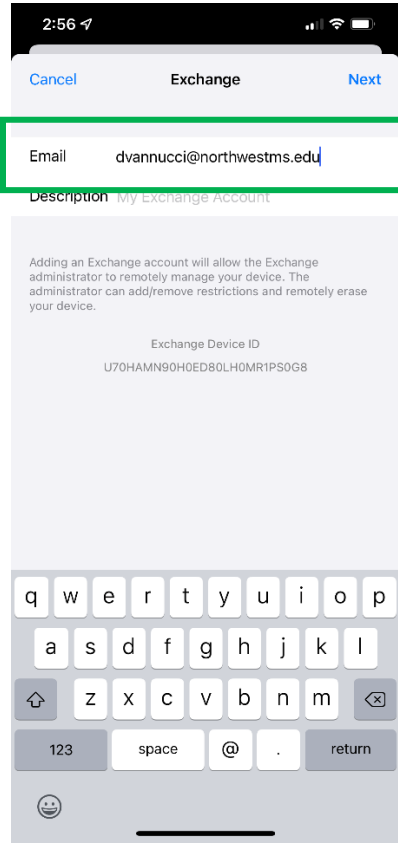 2:56
Cancel Exchange Next
Email dvannucci@northwestms.edu
Description My Exchange Account
Adding an Exchange account will allow the Exchange
administrator to remotely manage your device. The
administrator can add/remove restrictions and remotely erase
your device.
Exchange Device ID
U70HAMN90H0ED80LH0MR1PS0G8
q w e r t y u i o p
a s d f g h j k l
z x c v b n m
123 space @ . return